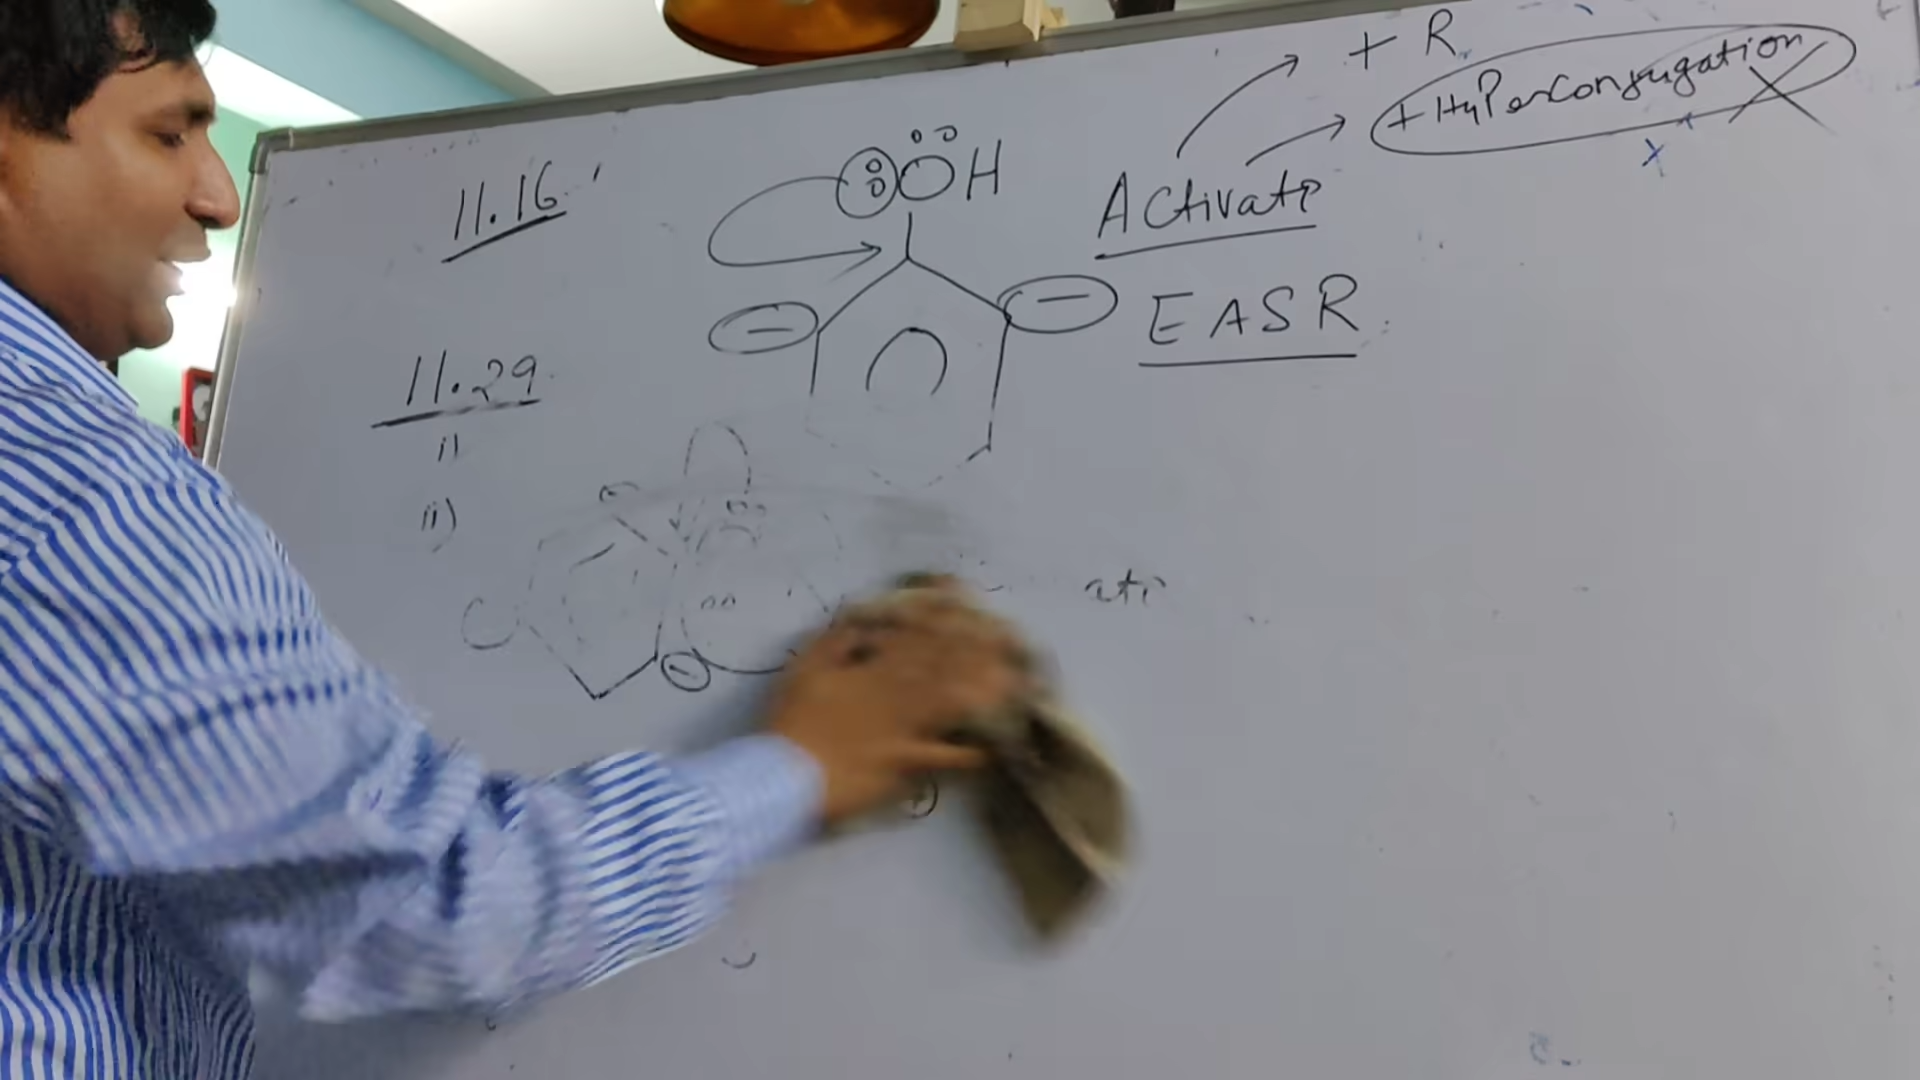 + R
+ Hyperconjugation
11.16
OH
Activate
EASR
11.29
i)
ii)